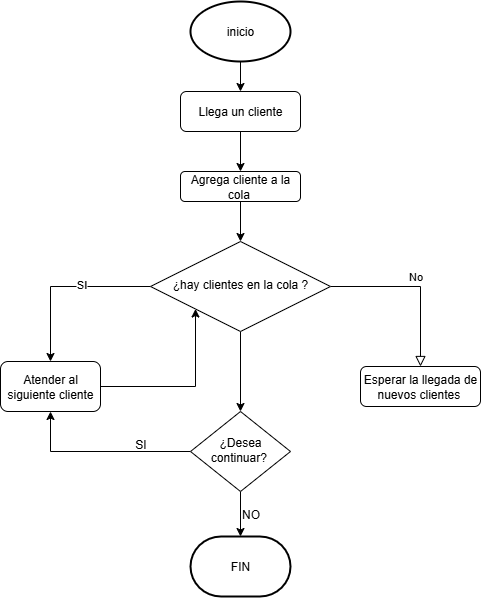 inicio
Llega un cliente
Agrega cliente a la
cola
¿hay clientes en la cola ?
SI
No
Atender al
siguiente cliente
Esperar la llegada de
nuevos clientes
¿Desea
continuar?
SI
NO
FIN